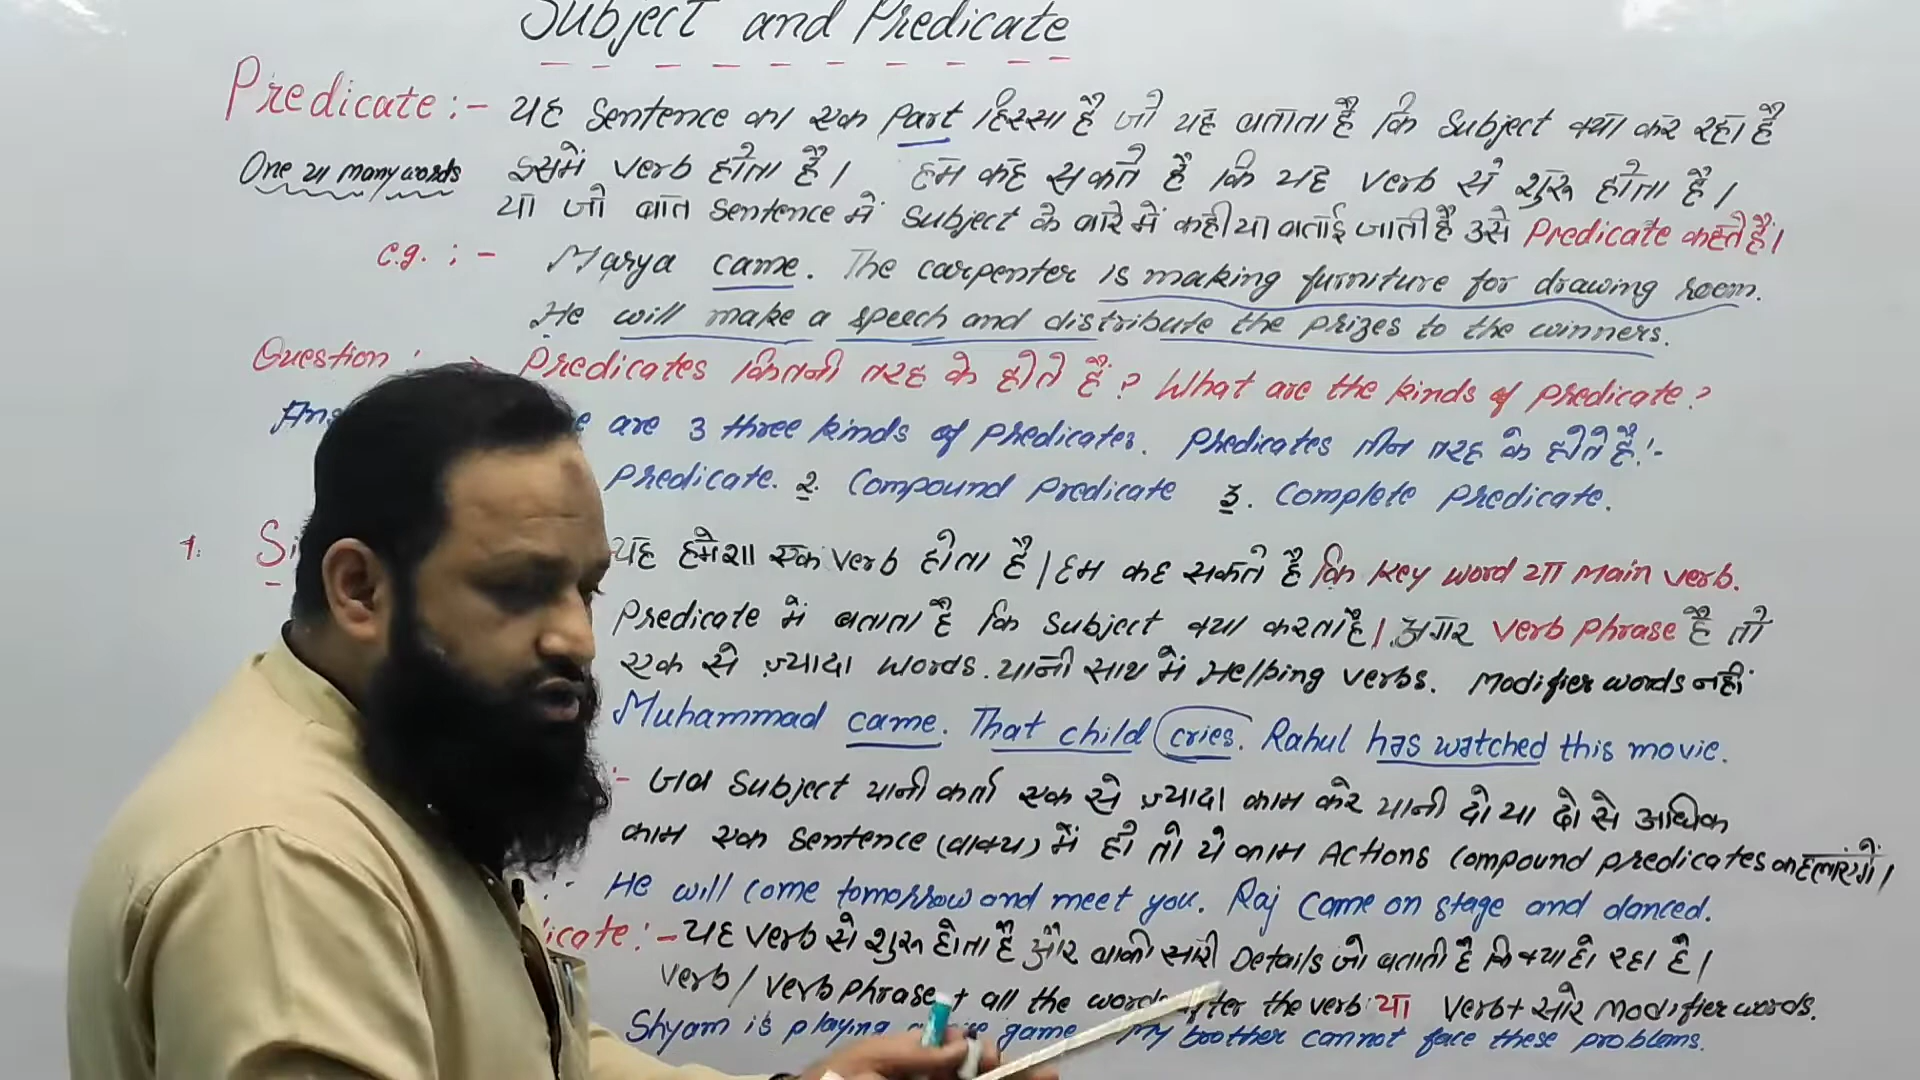 Subject and Predicate
Predicate :- यह Sentence का एक Part हिस्सा है जो यह बताता है कि Subject क्या कर रहा है
One या many words इसमें verb होता है। हम कह सकते है कि यह verb से शुरू होता है।
या जो बात Sentence में Subject के बारे में कही या बताई जाती है उसे Predicate कहते हैं।
e.g. :- Marya came. The carpenter is making furniture for drawing room.
He will make a speech and distribute the prizes to the winners.
Question : Predicates कितनी तरह के होते हैं? What are the kinds of predicate?
Ans are 3 three kinds of predicates. Predicates तीन तरह के होते हैं:-
Predicate. 2. Compound Predicate 3. Complete predicate.
1. Si यह हमेशा एक verb होता है। हम कह सकते है कि Key word या main verb.
Predicate में बताता है कि Subject क्या करता है। अगर verb phrase है तो
एक से ज़्यादा words. यानी साथ में Helping verbs. Modifier words नहीं
Muhammad came. That child cries. Rahul has watched this movie.
:- जब Subject यानी कर्ता एक से ज़्यादा काम करे यानी दो या दो से अधिक
काम एक Sentence (वाक्य) में हो तो ये काम Actions Compound predicates कहलाएंगे।
:- He will come tomorrow and meet you. Raj came on stage and danced.
icate :- यह verb से शुरू होता है और बाकी सारी Details जो बताती है कि क्या हो रहा है।
Verb / Verb phrase + all the words after the verb या Verb + और Modifier words.
Shyam is playing game My brother cannot face these problems.